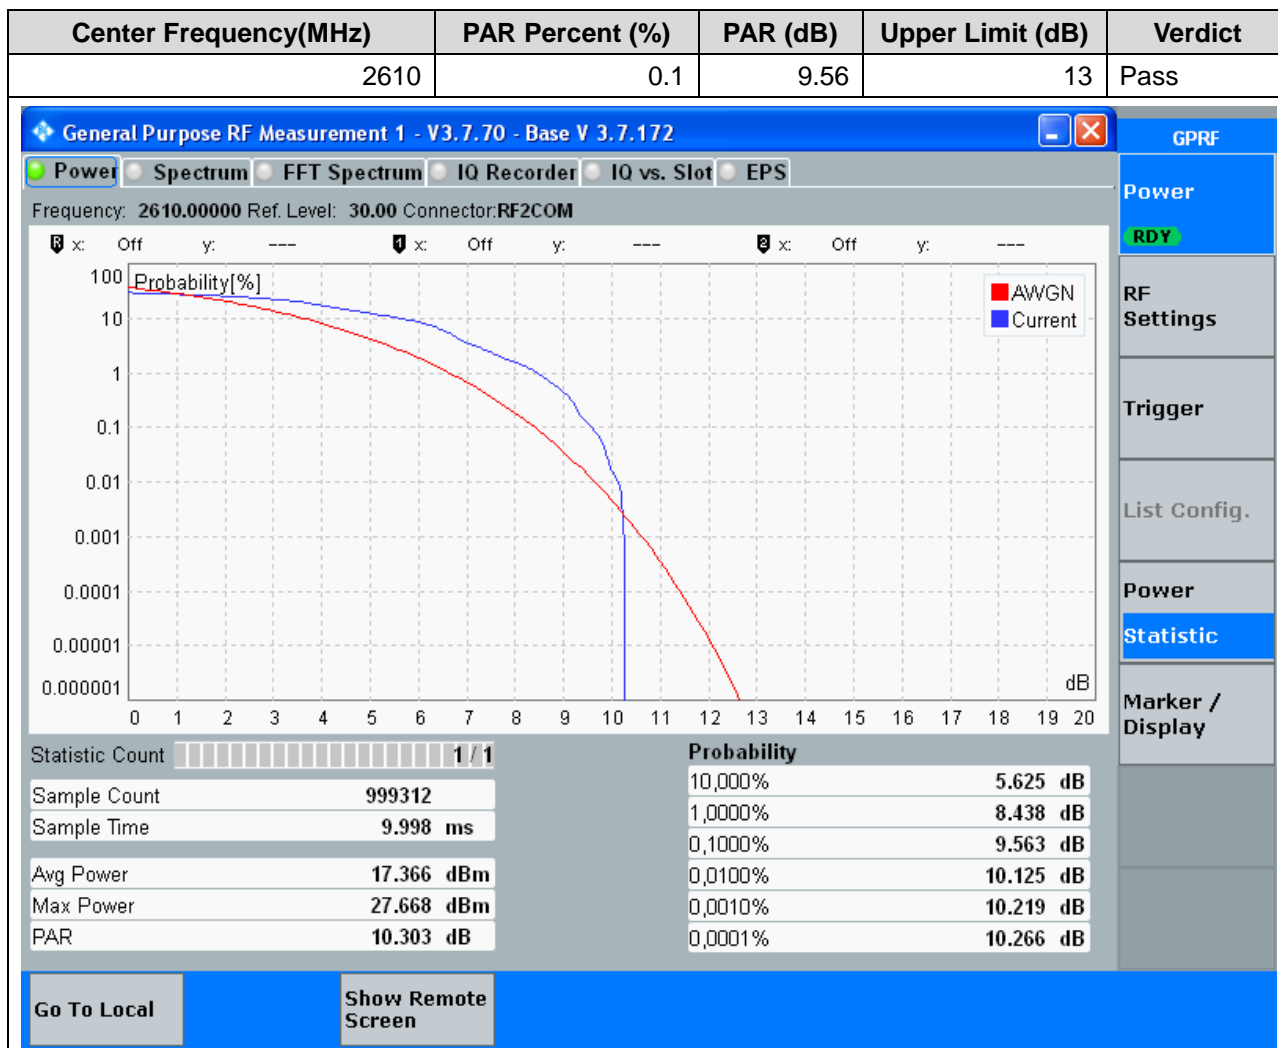 Center Frequency(MHz) PAR Percent (%) PAR (dB) Upper Limit (dB) Verdict
2610 0.1 9.56 13 Pass
General Purpose RF Measurement 1 - V3.7.70 - Base V 3.7.172
GPRF
Power Spectrum FFT Spectrum IQ Recorder IQ vs. Slot EPS
Frequency: 2610.00000 Ref. Level: 30.00 Connector:RF2COM
R x: Off y: --- 1 x: Off y: --- 2 x: Off y: ---
Probability[%]
AWGN
Current
100
10
1
0.1
0.01
0.001
0.0001
0.00001
0.000001
dB
0 1 2 3 4 5 6 7 8 9 10 11 12 13 14 15 16 17 18 19 20
Statistic Count 1 / 1
Sample Count 999312
Sample Time 9.998 ms
Avg Power 17.366 dBm
Max Power 27.668 dBm
PAR 10.303 dB
Probability
10,000% 5.625 dB
1,0000% 8.438 dB
0,1000% 9.563 dB
0,0100% 10.125 dB
0,0010% 10.219 dB
0,0001% 10.266 dB
Power
RDY
RF
Settings
Trigger
List Config.
Power
Statistic
Marker /
Display
Go To Local
Show Remote
Screen